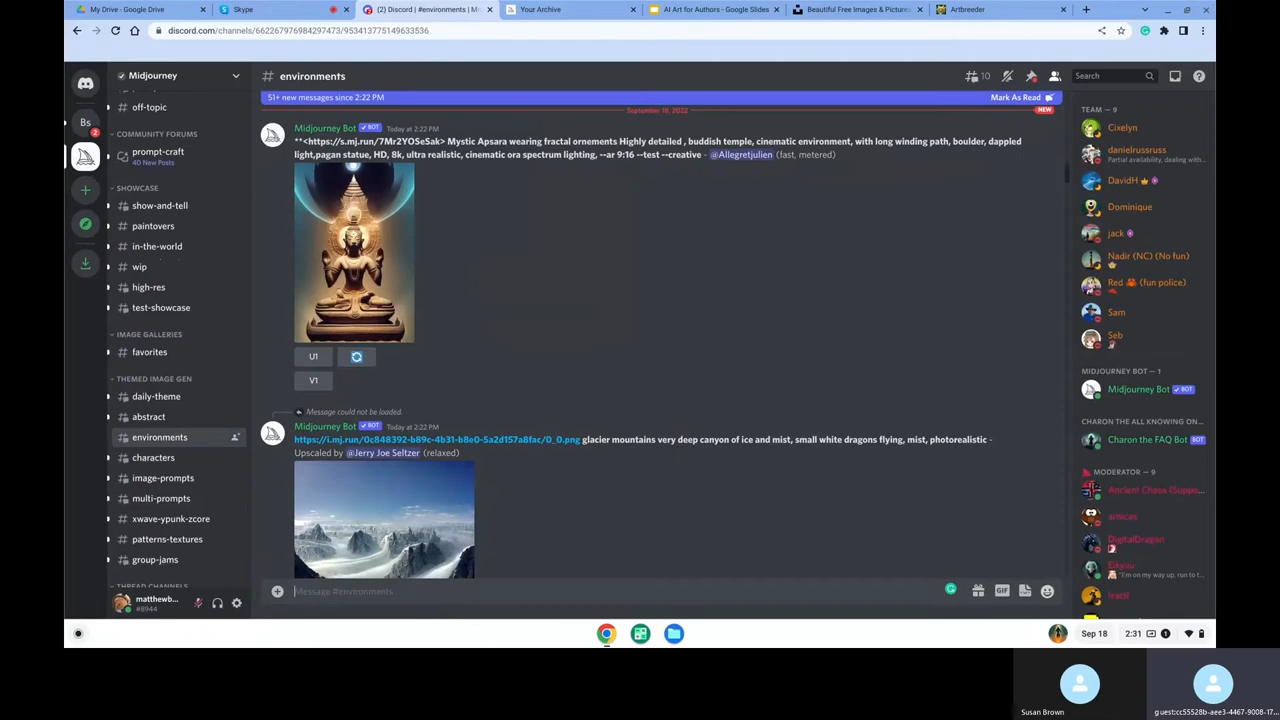 My Drive - Google Drive
Skype
(2) Discord | #environments | Mi
Your Archive
AI Art for Authors - Google Slides
Beautiful Free Images & Pictures
Artbreeder
discord.com/channels/662267976984297473/953413775149633536
Midjourney
off-topic
COMMUNITY FORUMS
prompt-craft
40 New Posts
SHOWCASE
show-and-tell
paintovers
in-the-world
wip
high-res
test-showcase
IMAGE GALLERIES
favorites
THEMED IMAGE GEN
daily-theme
abstract
environments
characters
image-prompts
multi-prompts
xwave-ypunk-zcore
patterns-textures
group-jams
THREAD CHANNELS
Bs
2
matthewb...
#8944
# environments
10
Search
51+ new messages since 2:22 PM
Mark As Read
September 18, 2022
NEW
Midjourney Bot BOT Today at 2:22 PM
**<https://s.mj.run/7Mr2YOSeSak> Mystic Apsara wearing fractal ornements Highly detailed , buddish temple, cinematic environment, with long winding path, boulder, dappled
light,pagan statue, HD, 8k, ultra realistic, cinematic ora spectrum lighting, --ar 9:16 --test --creative - @Allegretjulien (fast, metered)
U1
V1
Message could not be loaded.
Midjourney Bot BOT Today at 2:22 PM
https://i.mj.run/0c848392-b89c-4b31-b8e0-5a2d157a8fac/0_0.png glacier mountains very deep canyon of ice and mist, small white dragons flying, mist, photorealistic -
Upscaled by @Jerry Joe Seltzer (relaxed)
Message #environments
GIF
TEAM — 9
Cixelyn
danielrussruss
Partial availability, dealing with...
DavidH
Dominique
jack
Nadir (NC) (No fun)
Red (fun police)
Sam
Seb
MIDJOURNEY BOT — 1
Midjourney Bot BOT
CHARON THE ALL KNOWING ON
Charon the FAQ Bot BOT
MODERATOR — 9
Ancient Chaos (Suppo...
amicas
DigitalDragon
Eikyuu
"I'm on my way up, run to t...
Sep 18
2:31
1
Susan Brown
guest:cc55528b-aee3-4467-9008-17...